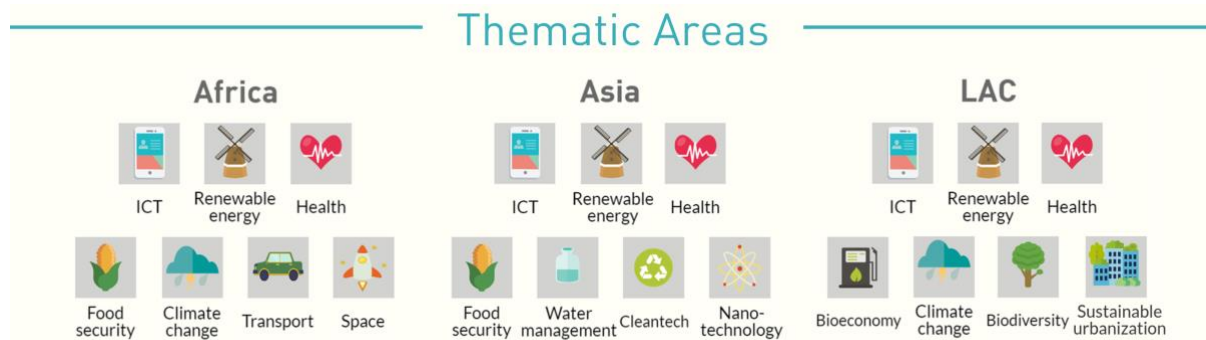 Thematic Areas
Africa
ICT
Renewable
energy
Health
Food
security
Climate
change
Transport
Space
Asia
ICT
Renewable
energy
Health
Food
security
Water
management
Cleantech
Nano-
technology
LAC
ICT
Renewable
energy
Health
Bioeconomy
Climate
change
Biodiversity
Sustainable
urbanization